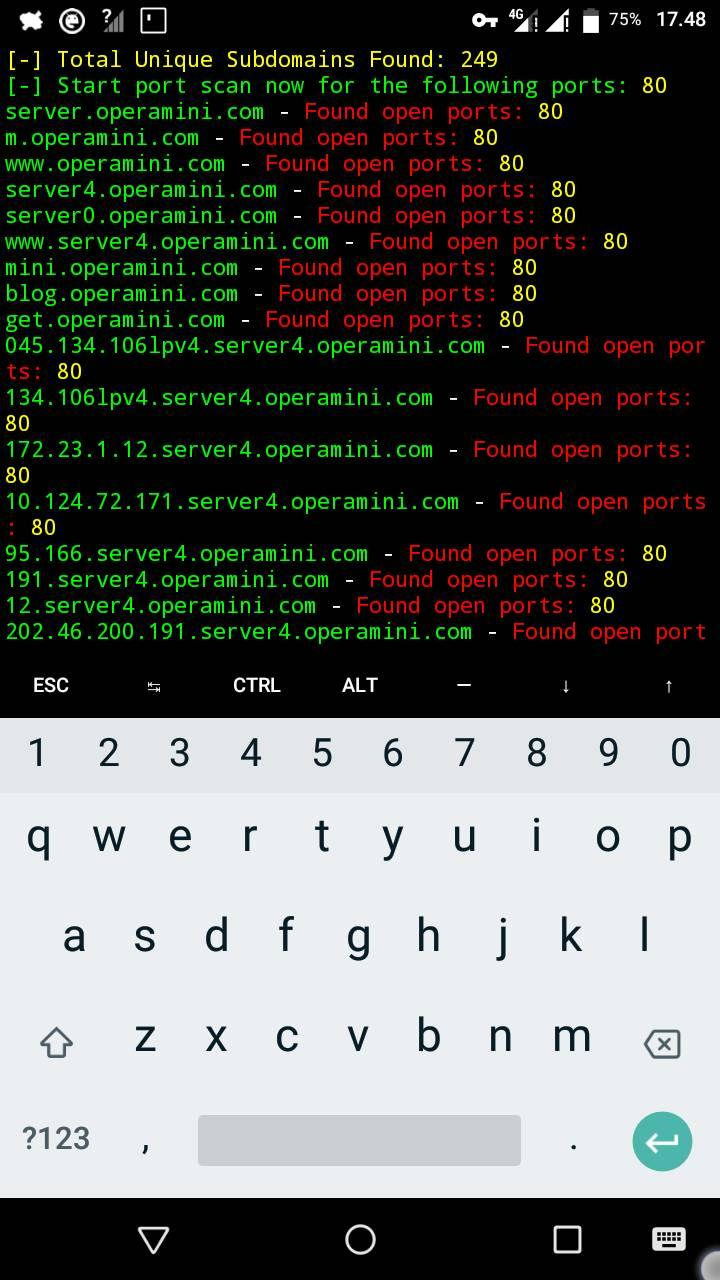 4G 75% 17.48
[-] Total Unique Subdomains Found: 249
[-] Start port scan now for the following ports: 80
server.operamini.com - Found open ports: 80
m.operamini.com - Found open ports: 80
www.operamini.com - Found open ports: 80
server4.operamini.com - Found open ports: 80
server0.operamini.com - Found open ports: 80
www.server4.operamini.com - Found open ports: 80
mini.operamini.com - Found open ports: 80
blog.operamini.com - Found open ports: 80
get.operamini.com - Found open ports: 80
045.134.106lpv4.server4.operamini.com - Found open por
ts: 80
134.106lpv4.server4.operamini.com - Found open ports:
80
172.23.1.12.server4.operamini.com - Found open ports:
80
10.124.72.171.server4.operamini.com - Found open ports
: 80
95.166.server4.operamini.com - Found open ports: 80
191.server4.operamini.com - Found open ports: 80
12.server4.operamini.com - Found open ports: 80
202.46.200.191.server4.operamini.com - Found open port
ESC ↹ CTRL ALT — ↓ ↑
1 2 3 4 5 6 7 8 9 0
q w e r t y u i o p
a s d f g h j k l
z x c v b n m
?123 , .